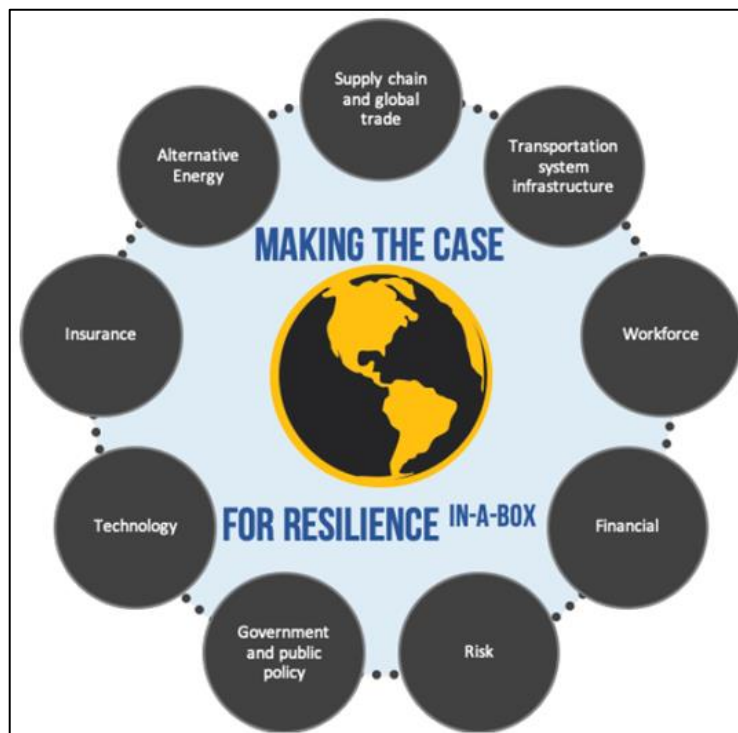 Supply chain
and global
trade
Transportation
system
infrastructure
Workforce
Financial
Risk
Government
and public
policy
Technology
Insurance
Alternative
Energy
MAKING THE CASE
FOR RESILIENCE IN-A-BOX